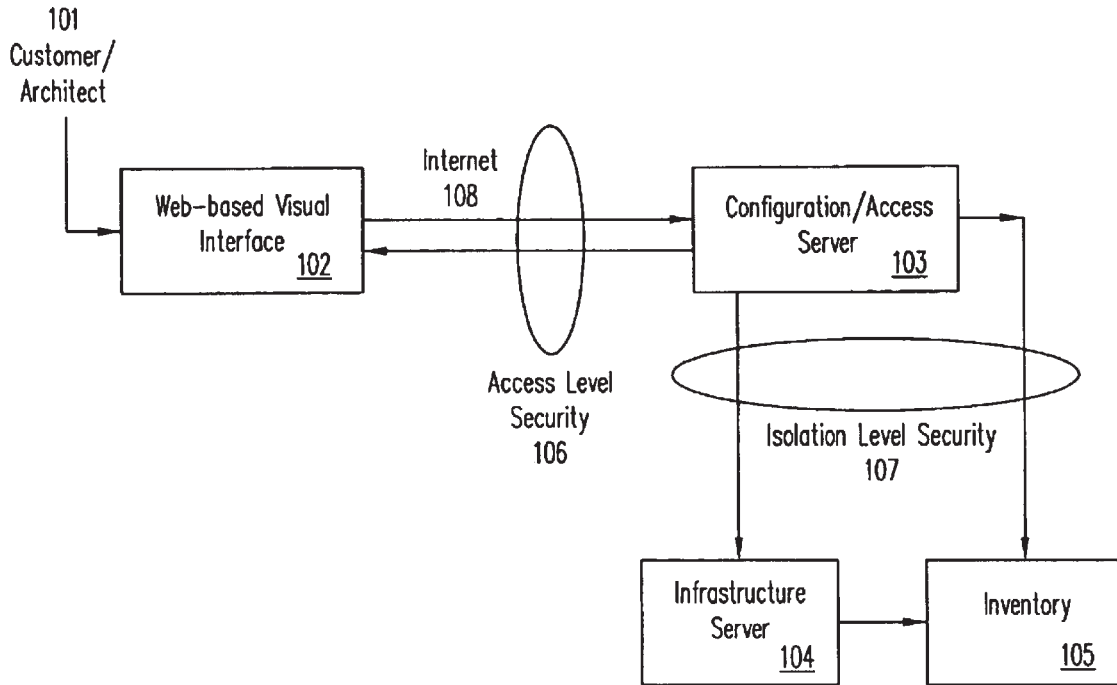 101
Customer/
Architect
Web-based Visual
Interface
102
Internet
108
Configuration/Access
Server
103
Access Level
Security
106
Isolation Level Security
107
Infrastructure
Server
104
Inventory
105